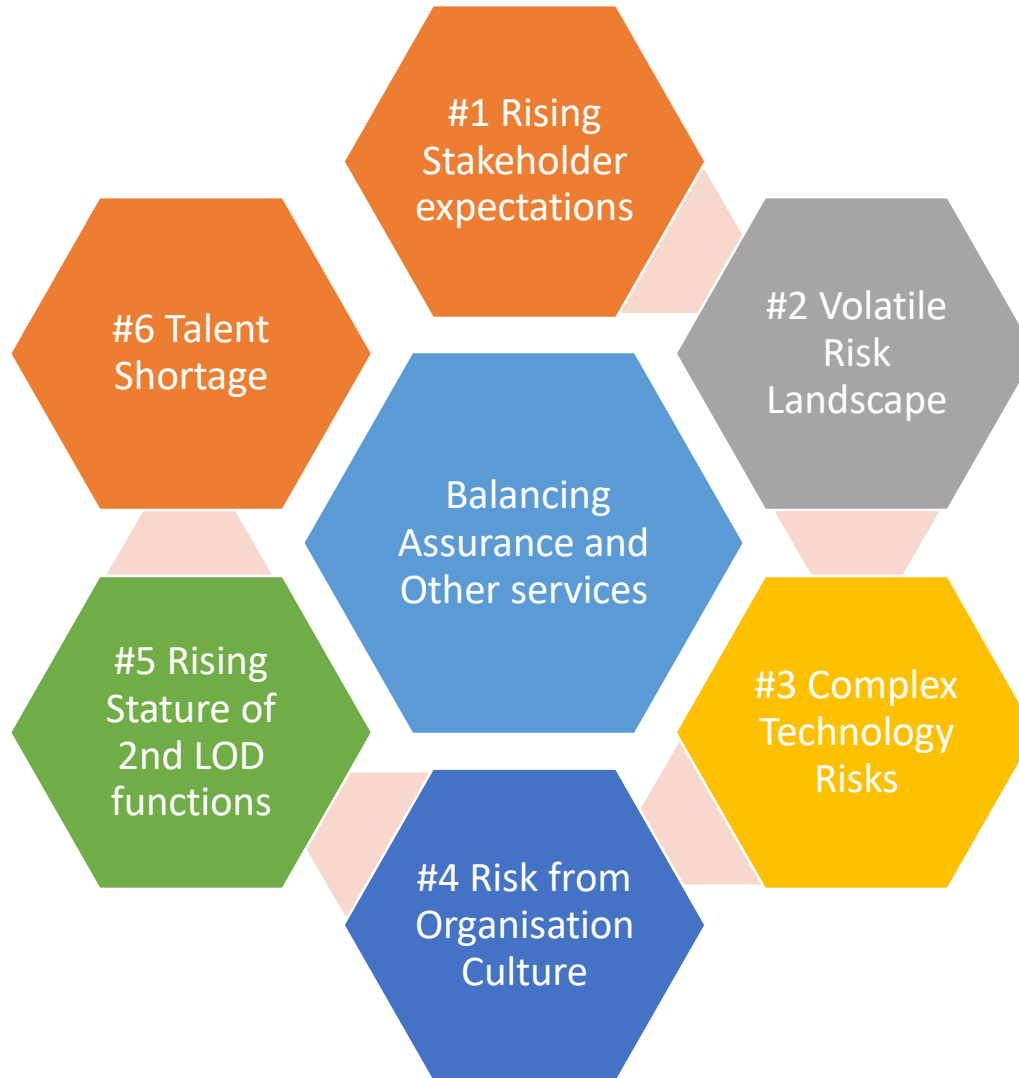 #1 Rising
Stakeholder
expectations
#2 Volatile
Risk
Landscape
#3 Complex
Technology
Risks
#4 Risk from
Organisation
Culture
#5 Rising
Stature of
2nd LOD
functions
#6 Talent
Shortage
Balancing
Assurance and
Other services